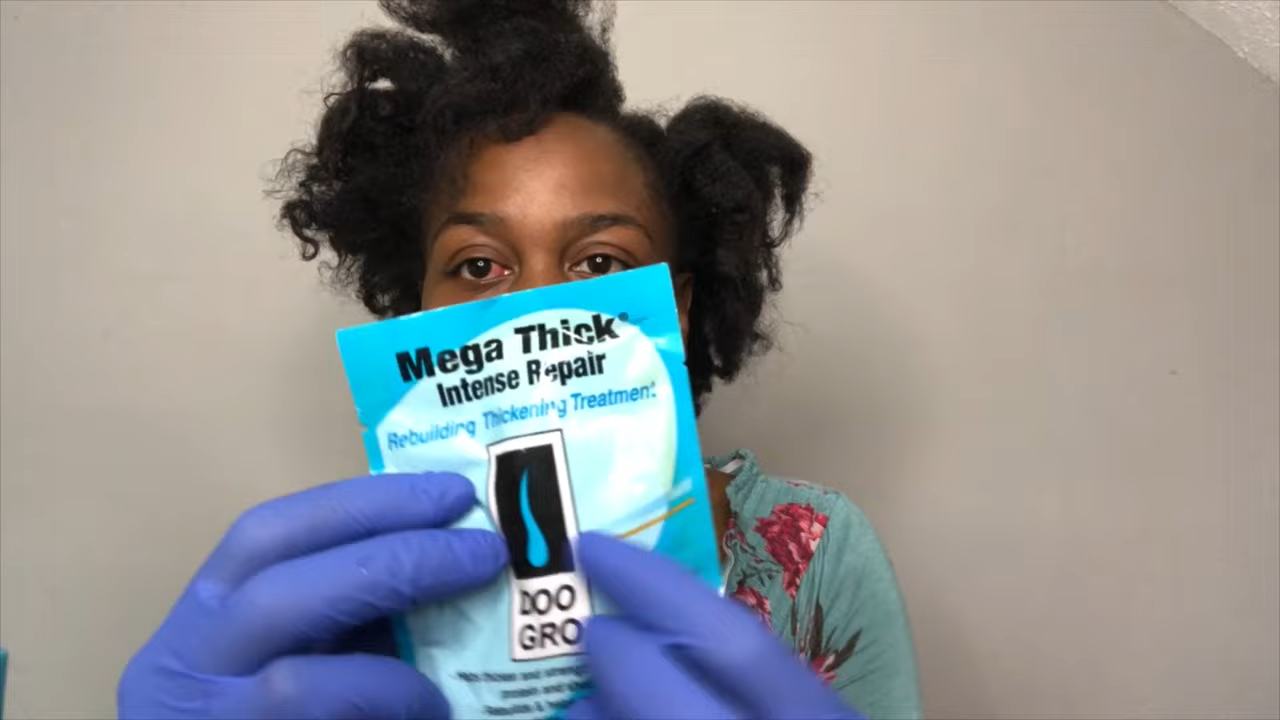 Mega Thick®
Intense Repair
Rebuilding Thickening Treatment
DOO
GRO